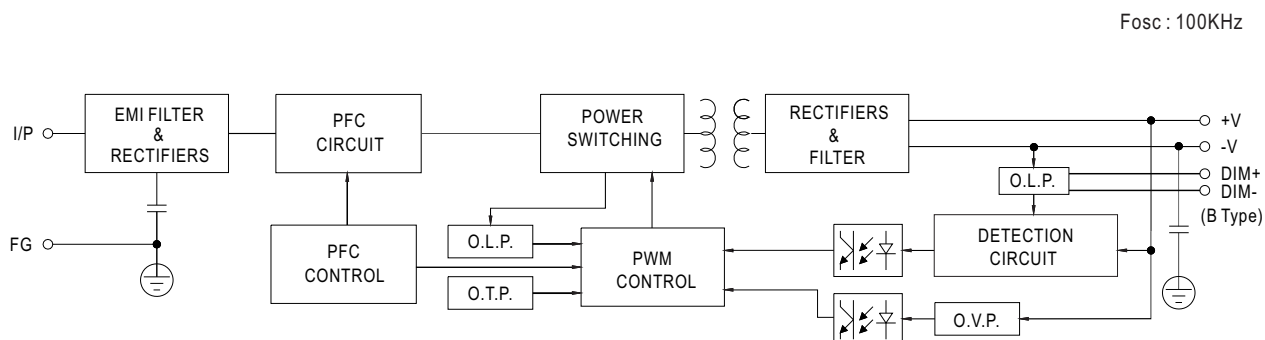 Fosc : 100KHz
I/P
EMI FILTER
&
RECTIFIERS
PFC
CIRCUIT
POWER
SWITCHING
RECTIFIERS
&
FILTER
+V
-V
DIM+
DIM-
(B Type)
O.L.P.
FG
PFC
CONTROL
O.L.P.
O.T.P.
PWM
CONTROL
DETECTION
CIRCUIT
O.V.P.